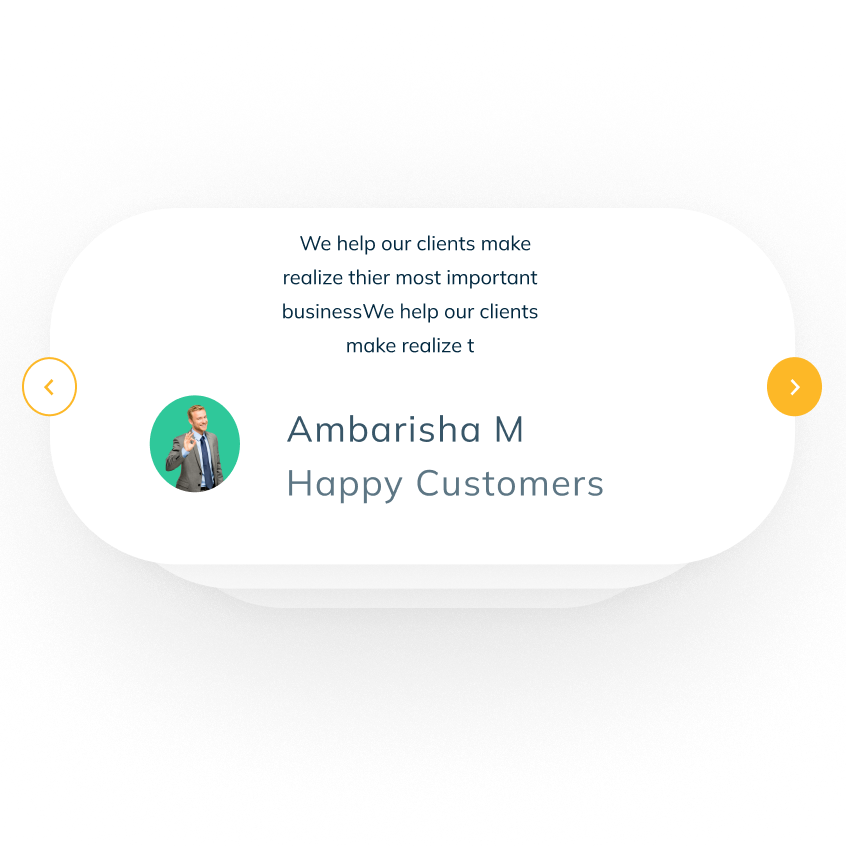 We help our clients make
realize thier most important
businessWe help our clients
make realize t
Ambarisha M
Happy Customers